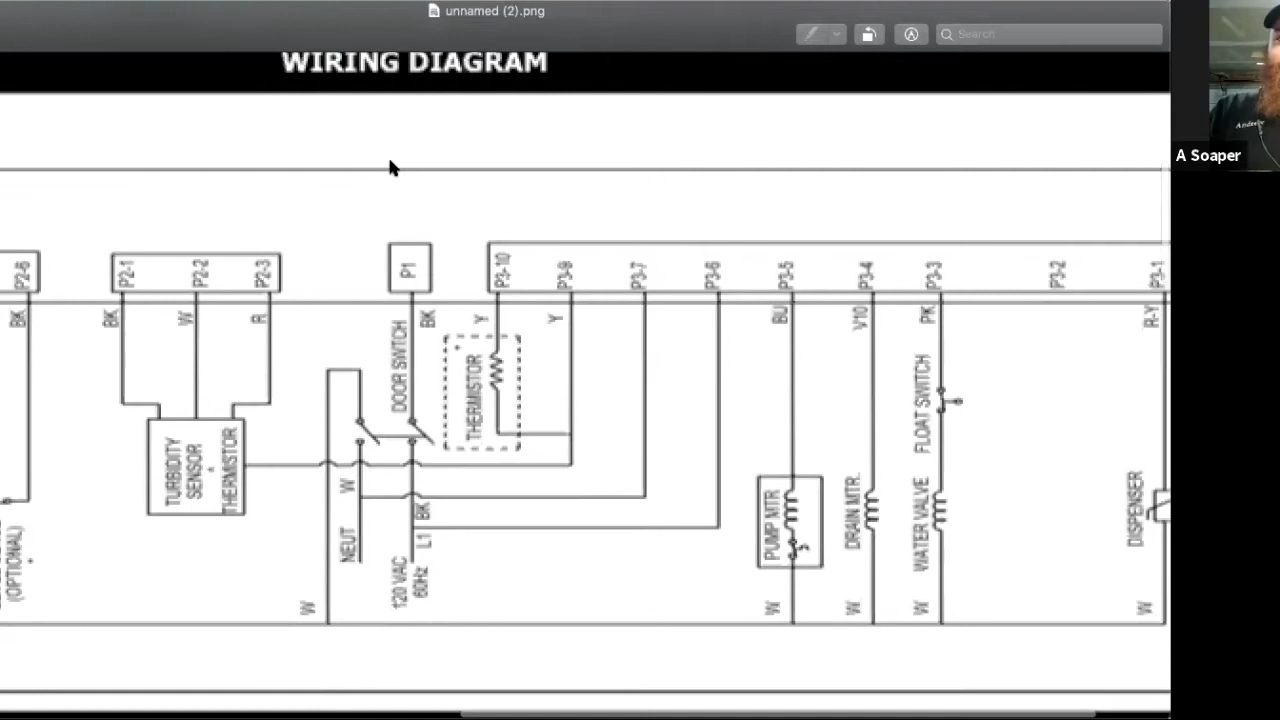 unnamed (2).png
Search
WIRING DIAGRAM
A Soaper
P2-6
P2-1
P2-2
P2-3
P1
P3-10
P3-9
P3-7
P3-6
P3-5
P3-4
P3-3
P3-2
P3-1
BK
BK
W
R
BK
Y
Y
BU
V10
PK
R-Y
DOOR SWTCH
THERMISTOR
FLOAT SWITCH
TURBIDITY
SENSOR
THERMISTOR
W
BK
NEUT
L1
120 VAC
60Hz
PUMP MTR
DRAIN MTR.
WATER VALVE
DISPENSER
(OPTIONAL)
W
W
W
W
W